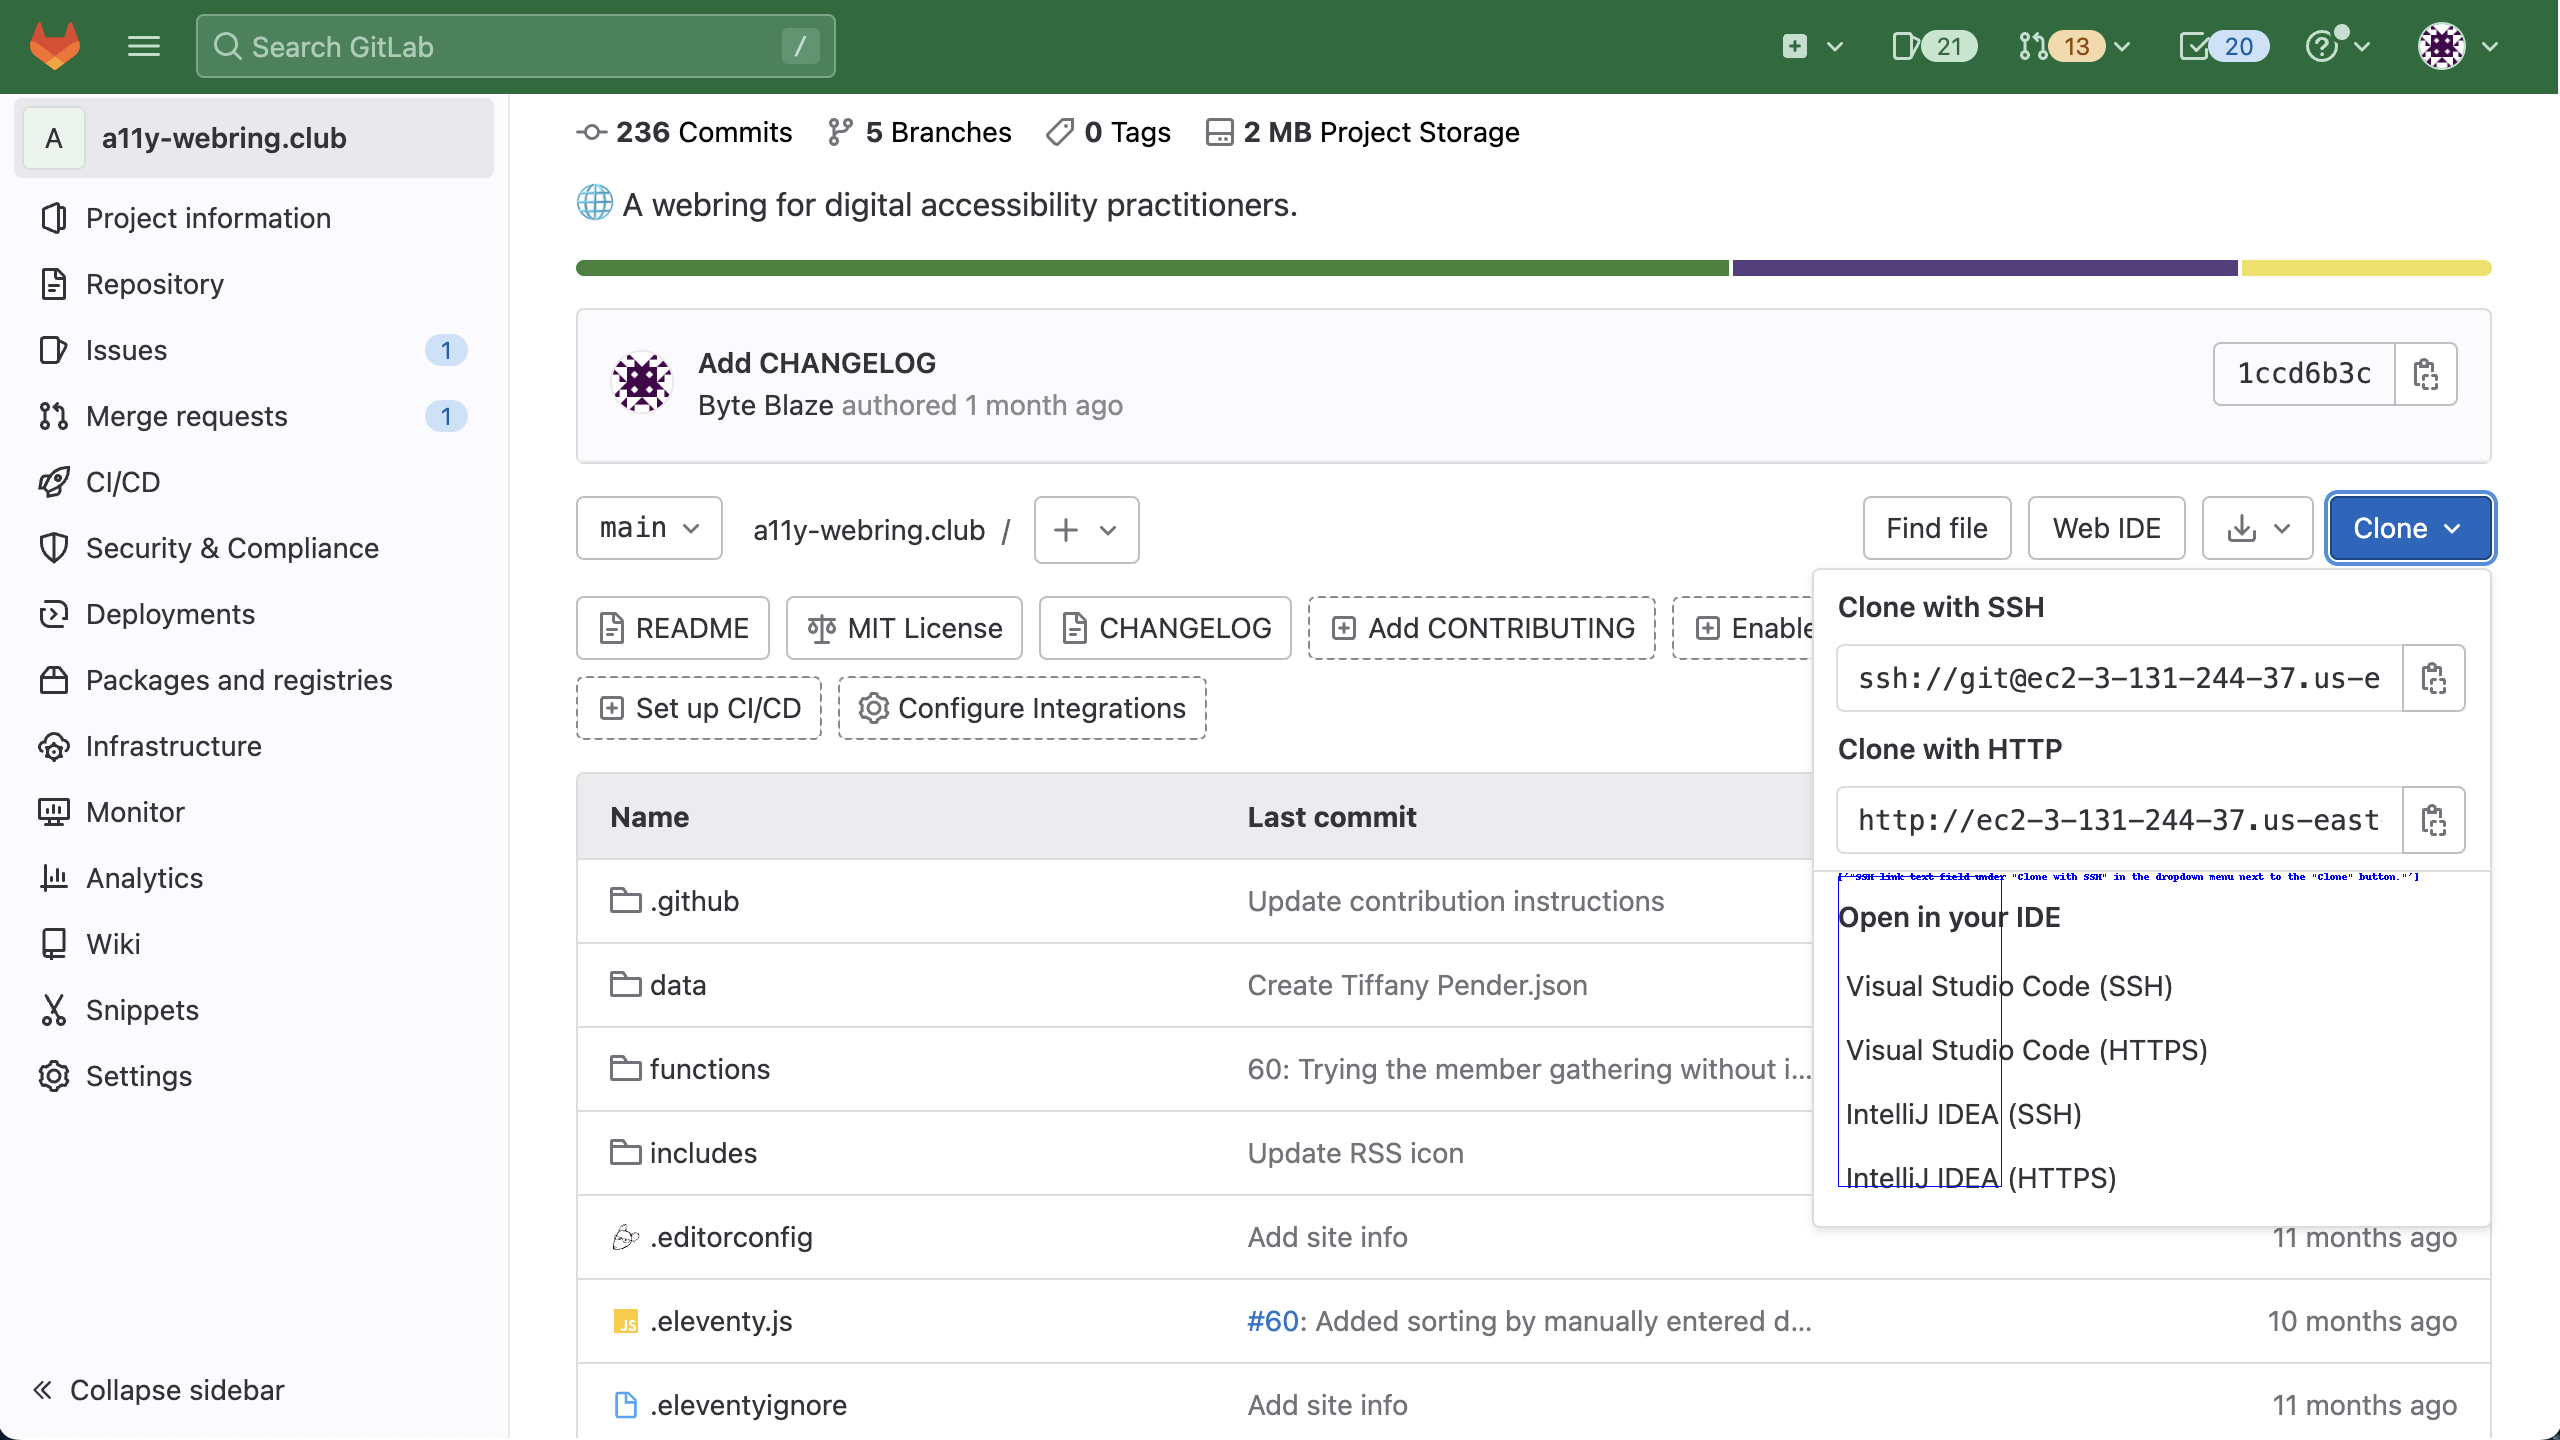 Search GitLab /
21
13
20
A a11y-webring.club
Project information
Repository
Issues 1
Merge requests 1
CI/CD
Security & Compliance
Deployments
Packages and registries
Infrastructure
Monitor
Analytics
Wiki
Snippets
Settings
Collapse sidebar
236 Commits 5 Branches 0 Tags 2 MB Project Storage
A webring for digital accessibility practitioners.
Add CHANGELOG
Byte Blaze authored 1 month ago
1ccd6b3c
main a11y-webring.club / +
Find file Web IDE Clone
README MIT License CHANGELOG Add CONTRIBUTING Enable
Set up CI/CD Configure Integrations
Clone with SSH
ssh://git@ec2-3-131-244-37.us-e
Clone with HTTP
http://ec2-3-131-244-37.us-east-
['"SSH link text field under "Clone with SSH" in the dropdown menu next to the "Clone" button."']
Open in your IDE
Visual Studio Code (SSH)
Visual Studio Code (HTTPS)
IntelliJ IDEA (SSH)
IntelliJ IDEA (HTTPS)
Name Last commit
.github Update contribution instructions
data Create Tiffany Pender.json
functions 60: Trying the member gathering without i...
includes Update RSS icon
.editorconfig Add site info 11 months ago
JS .eleventy.js #60: Added sorting by manually entered d... 10 months ago
.eleventyignore Add site info 11 months ago